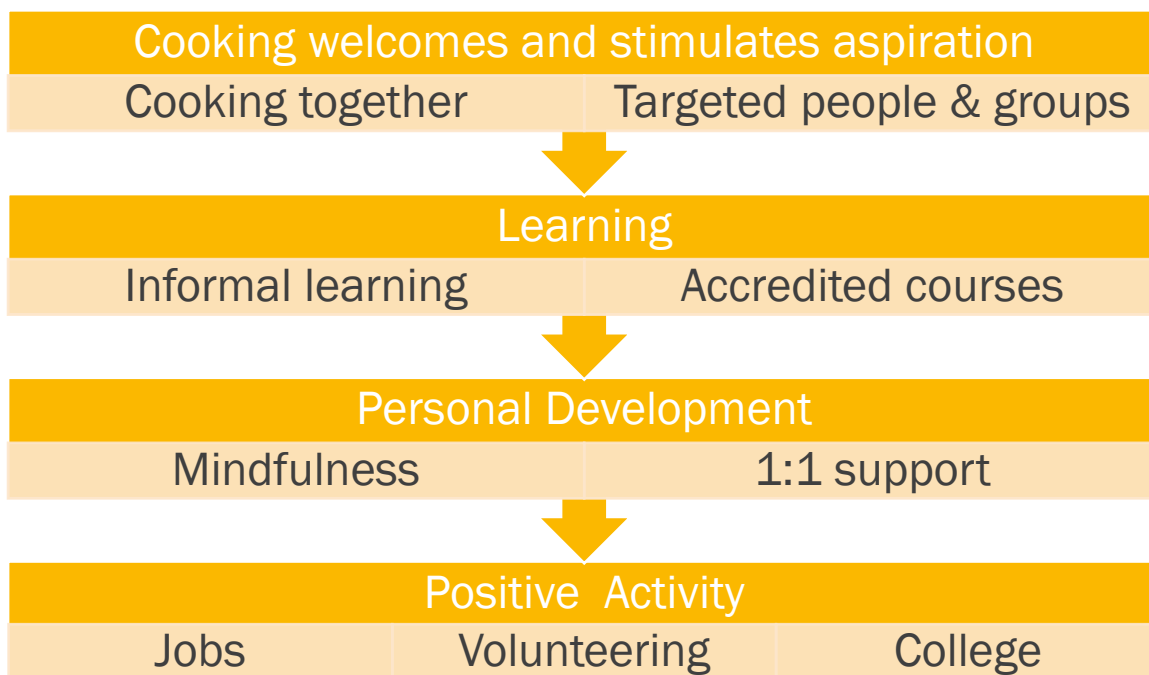 Cooking welcomes and stimulates aspiration
Cooking together Targeted people & groups
Learning
Informal learning Accredited courses
Personal Development
Mindfulness 1:1 support
Positive Activity
Jobs Volunteering College